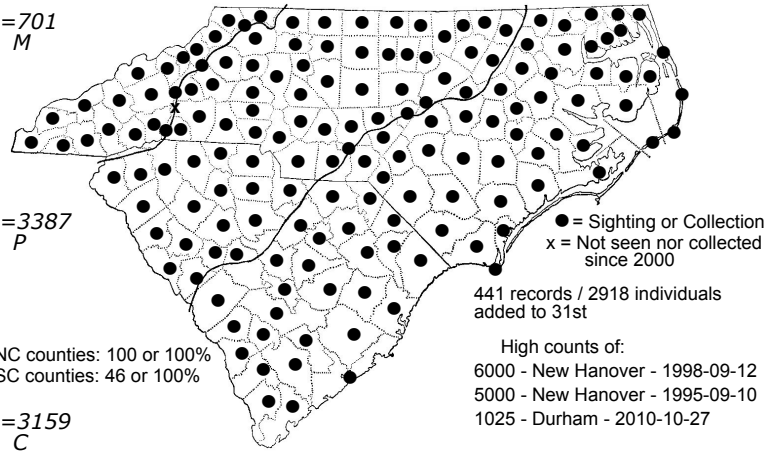 =701
M
=3387
P
=3159
C
x
● = Sighting or Collection
x = Not seen nor collected
since 2000
441 records / 2918 individuals
added to 31st
NC counties: 100 or 100%
SC counties: 46 or 100%
High counts of:
6000 - New Hanover - 1998-09-12
5000 - New Hanover - 1995-09-10
1025 - Durham - 2010-10-27